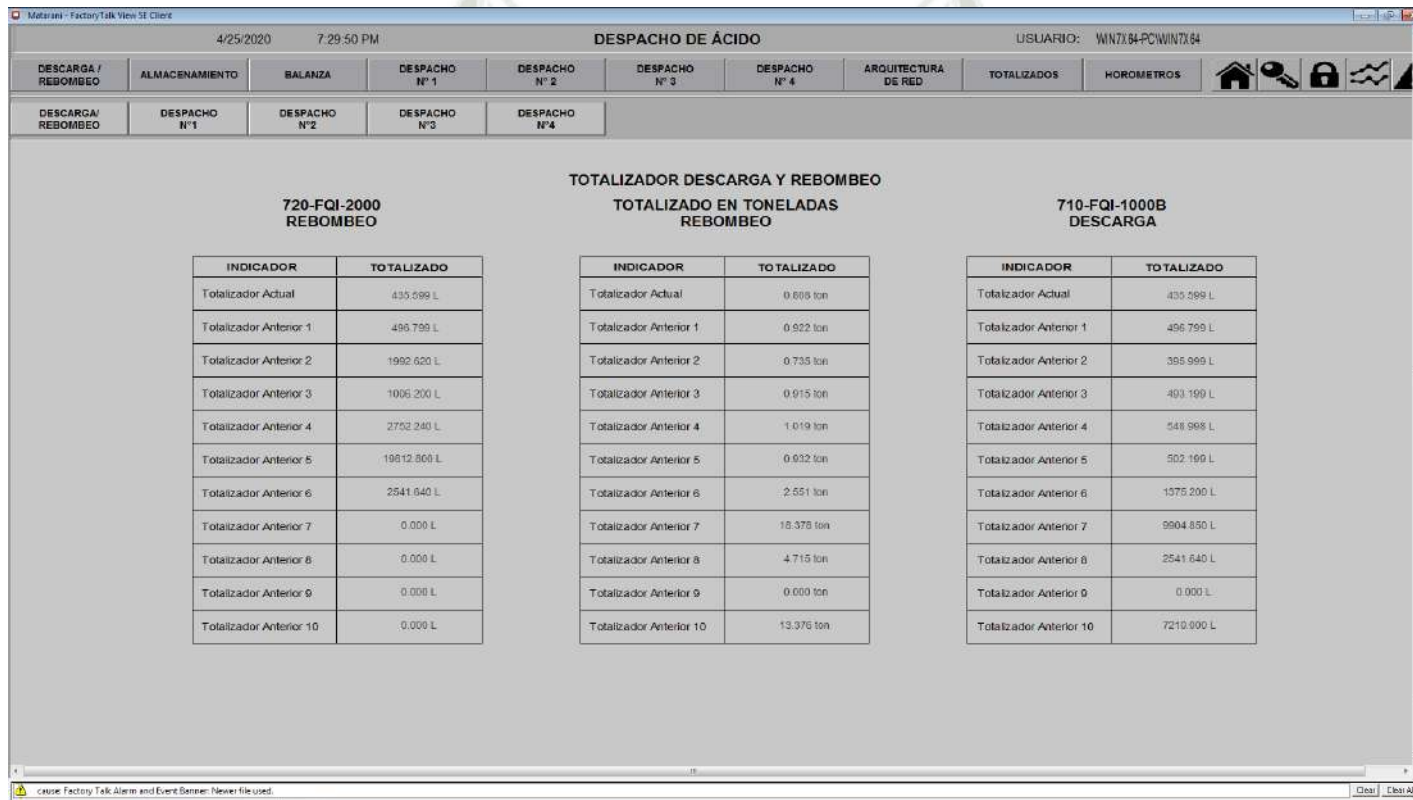 Matarani - FactoryTalk View SE Client
4/25/2020 7:29:50 PM DESPACHO DE ÁCIDO USUARIO: WIN7X64-PC\WIN7X64
DESCARGA / REBOMBEO ALMACENAMIENTO BALANZA DESPACHO N° 1 DESPACHO N° 2 DESPACHO N° 3 DESPACHO N° 4 ARQUITECTURA DE RED TOTALIZADOS HOROMETROS
DESCARGA/ REBOMBEO DESPACHO N°1 DESPACHO N°2 DESPACHO N°3 DESPACHO N°4
TOTALIZADOR DESCARGA Y REBOMBEO
720-FQI-2000 TOTALIZADO EN TONELADAS 710-FQI-1000B
REBOMBEO REBOMBEO DESCARGA
INDICADOR TOTALIZADO INDICADOR TOTALIZADO INDICADOR TOTALIZADO
Totalizador Actual 435.599 L Totalizador Actual ton Totalizador Actual 435.599 L
Totalizador Anterior 1 496.799 L Totalizador Anterior 1 0.922 ton Totalizador Anterior 1 496.799 L
Totalizador Anterior 2 1992.620 L Totalizador Anterior 2 0.735 ton Totalizador Anterior 2 395.999 L
Totalizador Anterior 3 1006.200 L Totalizador Anterior 3 0.915 ton Totalizador Anterior 3 493.199 L
Totalizador Anterior 4 2752.240 L Totalizador Anterior 4 1.019 ton Totalizador Anterior 4 L
Totalizador Anterior 5 19812.800 L Totalizador Anterior 5 0.932 ton Totalizador Anterior 5 502.199 L
Totalizador Anterior 6 2541.640 L Totalizador Anterior 6 2.551 ton Totalizador Anterior 6 1375.200 L
Totalizador Anterior 7 0.000 L Totalizador Anterior 7 18.378 ton Totalizador Anterior 7 9904.850 L
Totalizador Anterior 8 0.000 L Totalizador Anterior 8 4.715 ton Totalizador Anterior 8 2541.640 L
Totalizador Anterior 9 0.000 L Totalizador Anterior 9 0.000 ton Totalizador Anterior 9 0.000 L
Totalizador Anterior 10 0.000 L Totalizador Anterior 10 13.376 ton Totalizador Anterior 10 L
cause: Factory Talk Alarm and Event Banner: Newer file used. Clear Clear Al